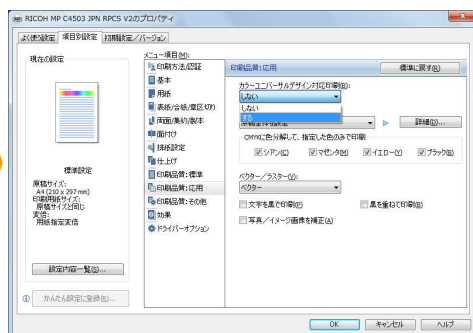 RICOH MP C4503 JPN RPCS V2のプロパティ
よく使う設定 項目別設定 初期設定／バージョン
現在の設定
標準設定
原稿サイズ:
A4 (210 x 297 mm)
印刷用紙サイズ:
原稿サイズと同じ
変倍:
用紙指定変倍
設定内容一覧(S)...
かんたん設定に登録(E)...
メニュー項目(M):
印刷方法/認証
基本
用紙
表紙/合紙/章区切り
両面/集約/製本
面付け
排紙設定
仕上げ
印刷品質:標準
印刷品質:応用
印刷品質:その他
効果
ドライバーオプション
印刷品質:応用
標準に戻す(R)
カラーユニバーサルデザイン対応印刷(B):
しない
しない
する
詳細(D)...
CMYKに色分解して、指定した色のみで印刷
シアン(C) マゼンタ(M) イエロー(Y) ブラック(B)
ベクター／ラスター(V):
ベクター
文字を黒で印刷(P) 黒を重ねて印刷(B)
写真／イメージ画像を補正(A)
OK キャンセル ヘルプ